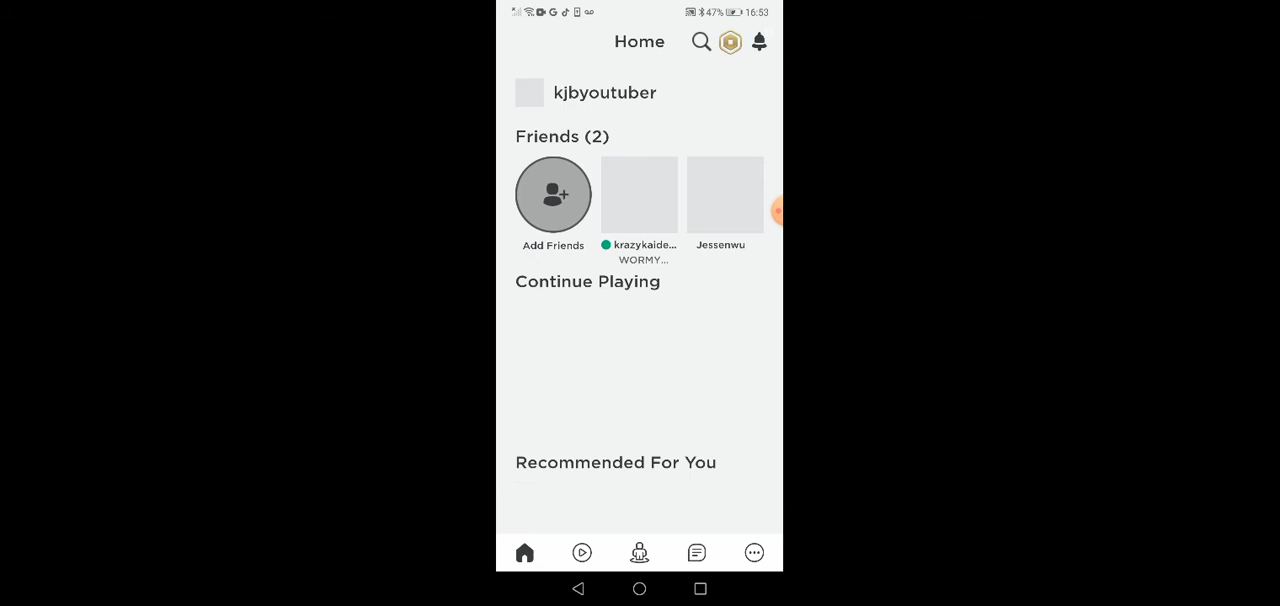 47% 16:53
Home
kjbyoutuber
Friends (2)
Add Friends
krazykaide...
Jessenwu
WORMY...
Continue Playing
Recommended For You